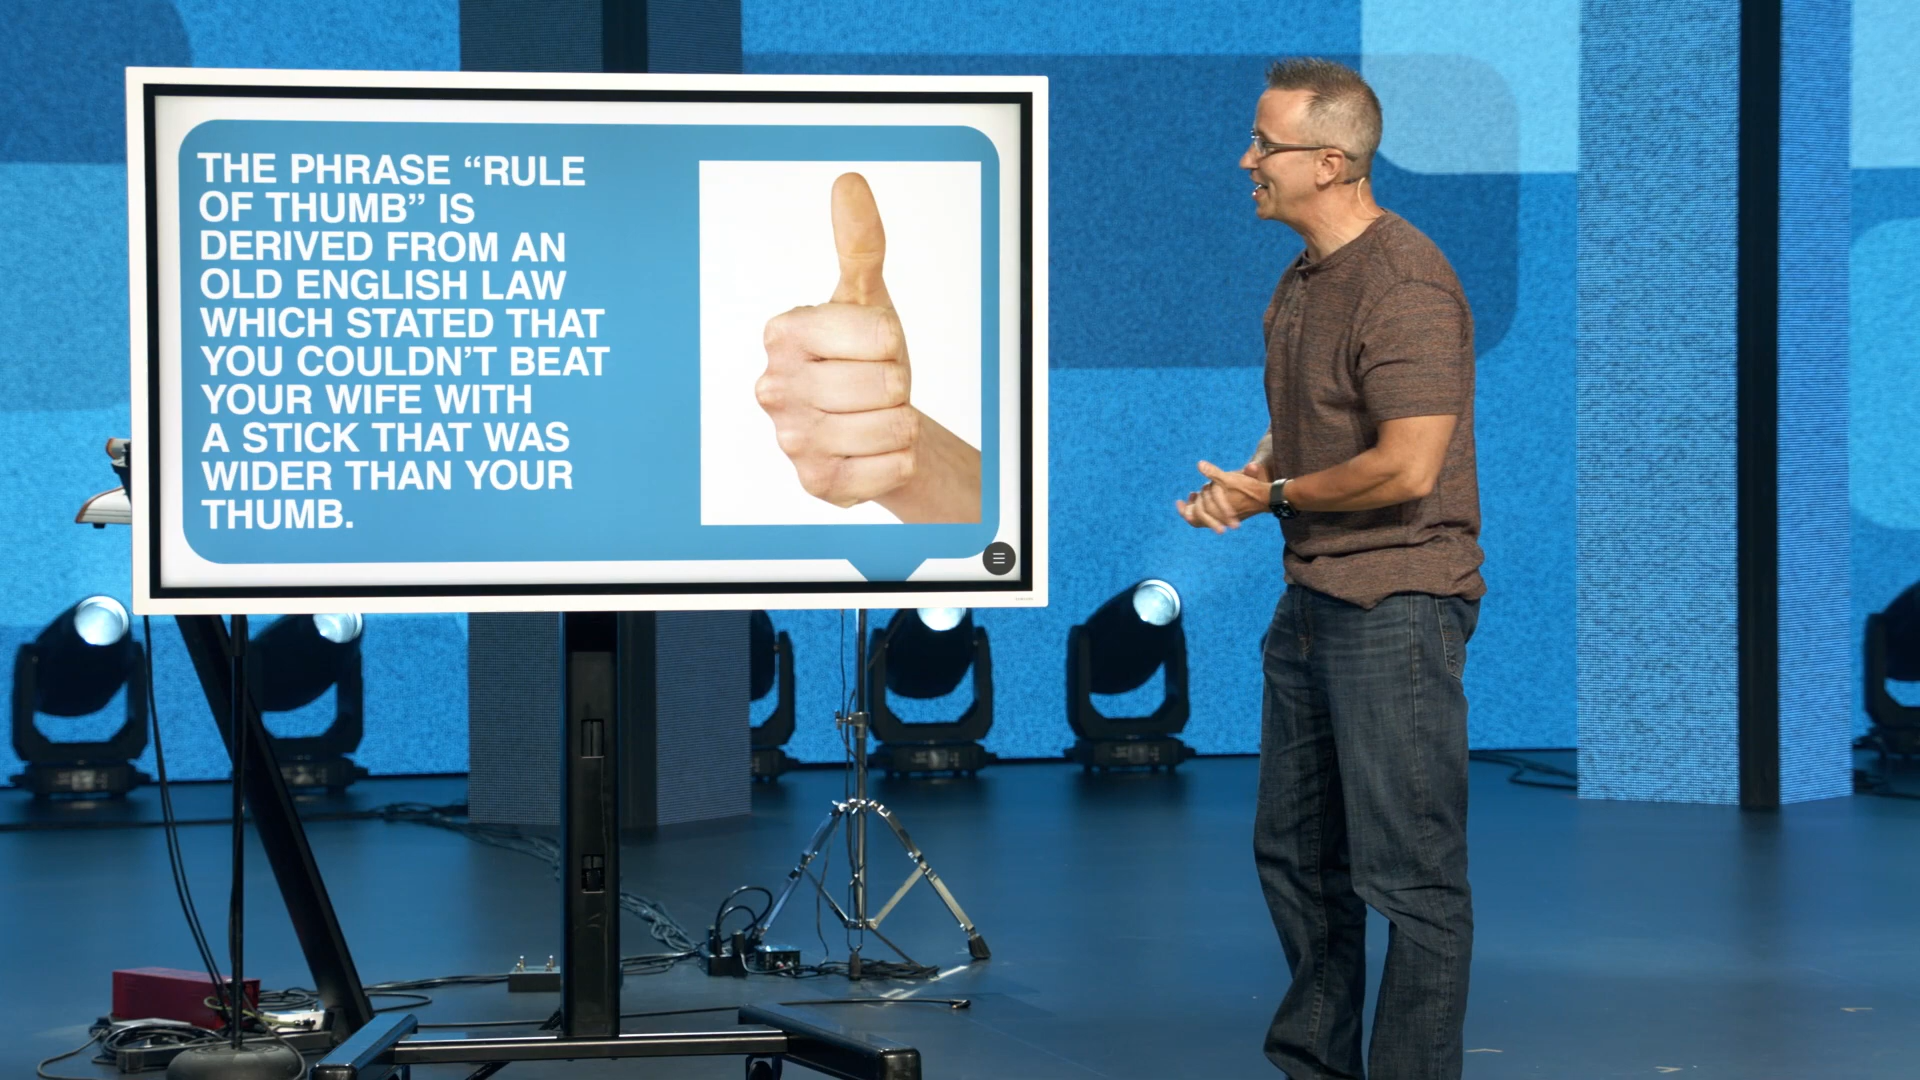 THE PHRASE “RULE
OF THUMB” IS
DERIVED FROM AN
OLD ENGLISH LAW
WHICH STATED THAT
YOU COULDN’T BEAT
YOUR WIFE WITH
A STICK THAT WAS
WIDER THAN YOUR
THUMB.